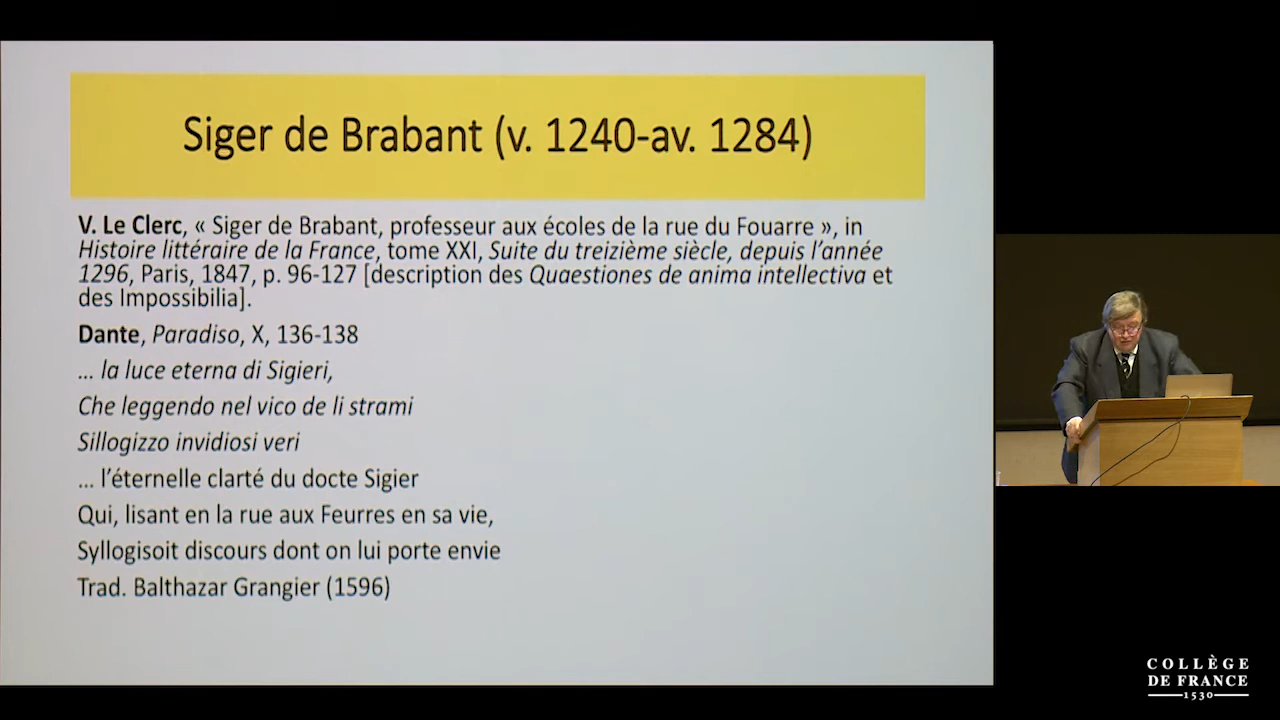 Siger de Brabant (v. 1240-av. 1284)
V. Le Clerc, « Siger de Brabant, professeur aux écoles de la rue du Fouarre », in
Histoire littéraire de la France, tome XXI, Suite du treizième siècle, depuis l’année
1296, Paris, 1847, p. 96-127 [description des Quaestiones de anima intellectiva et
des Impossibilia].
Dante, Paradiso, X, 136-138
... la luce eterna di Sigieri,
Che leggendo nel vico de li strami
Sillogizzo invidiosi veri
... l’éternelle clarté du docte Sigier
Qui, lisant en la rue aux Feurres en sa vie,
Syllogisoit discours dont on lui porte envie
Trad. Balthazar Grangier (1596)
COLLÈGE
DE FRANCE
1530